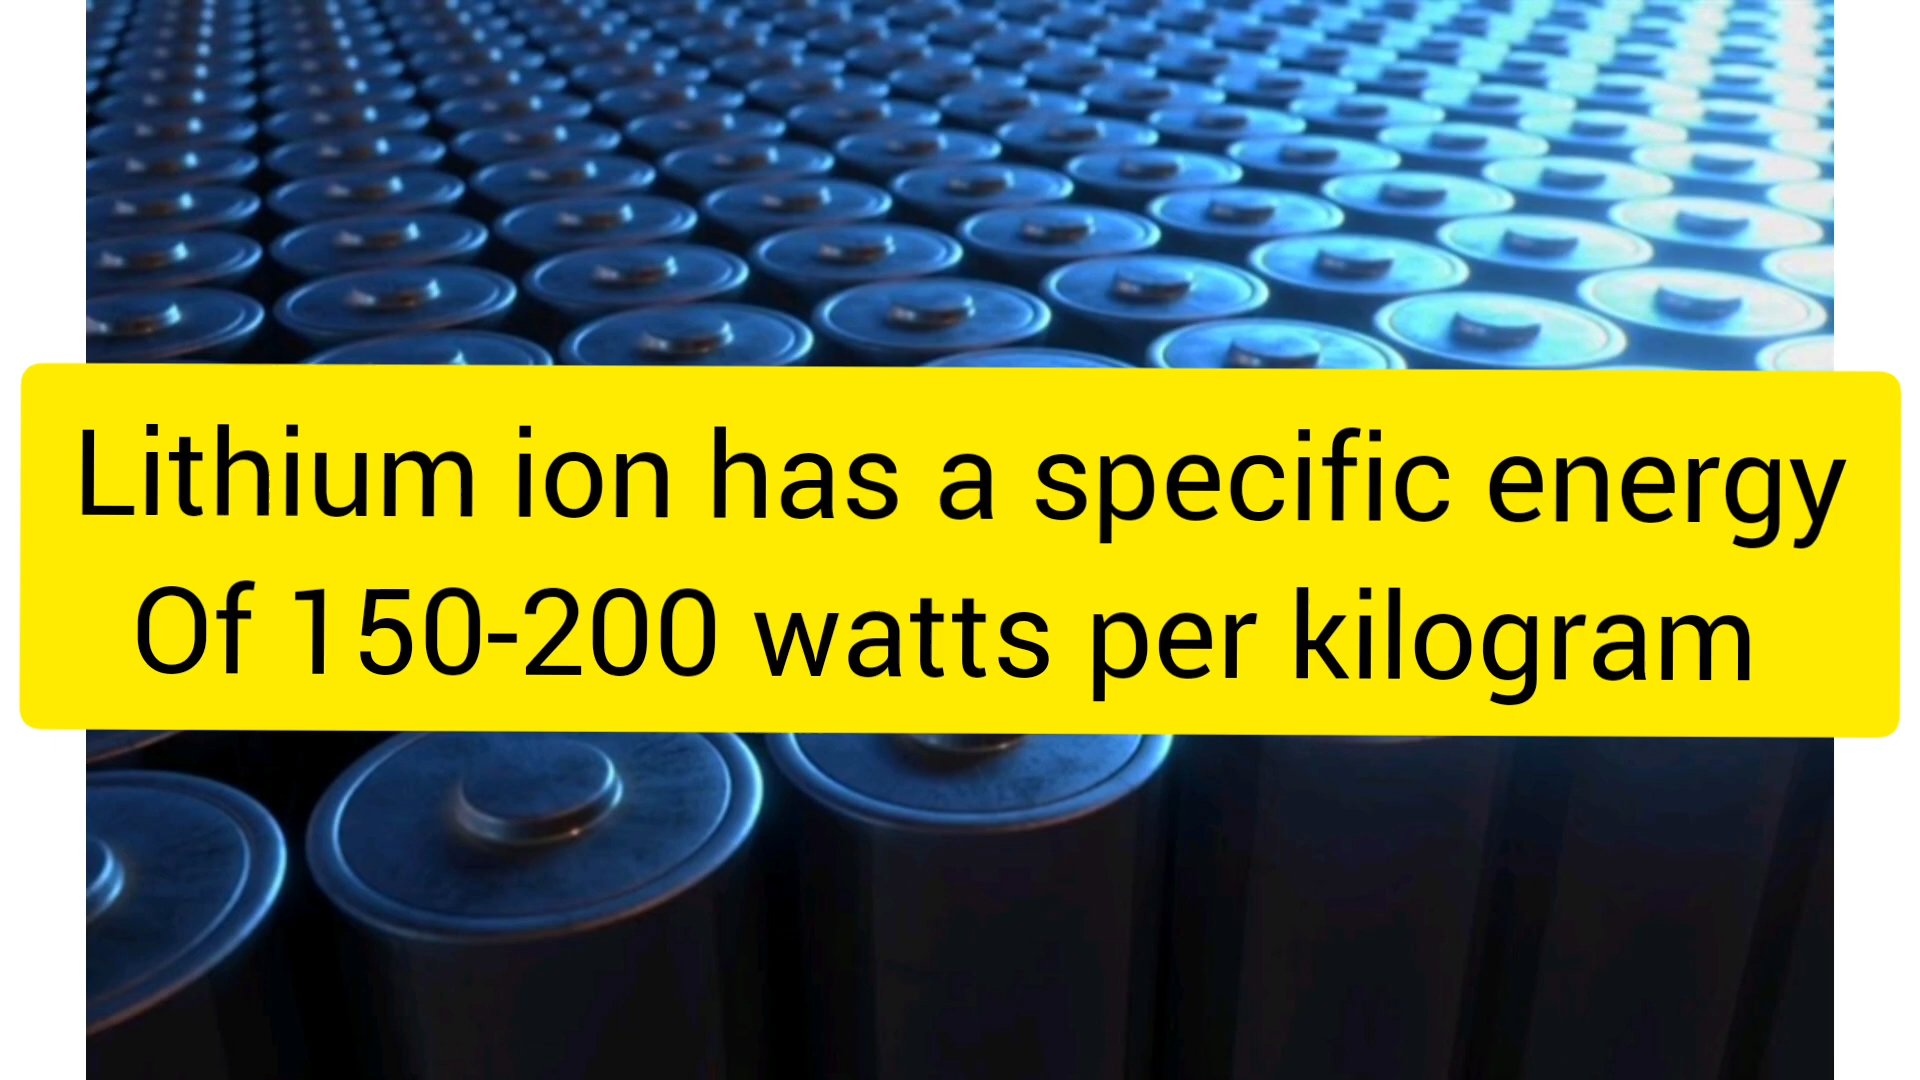 Lithium ion has a specific energy
Of 150-200 watts per kilogram